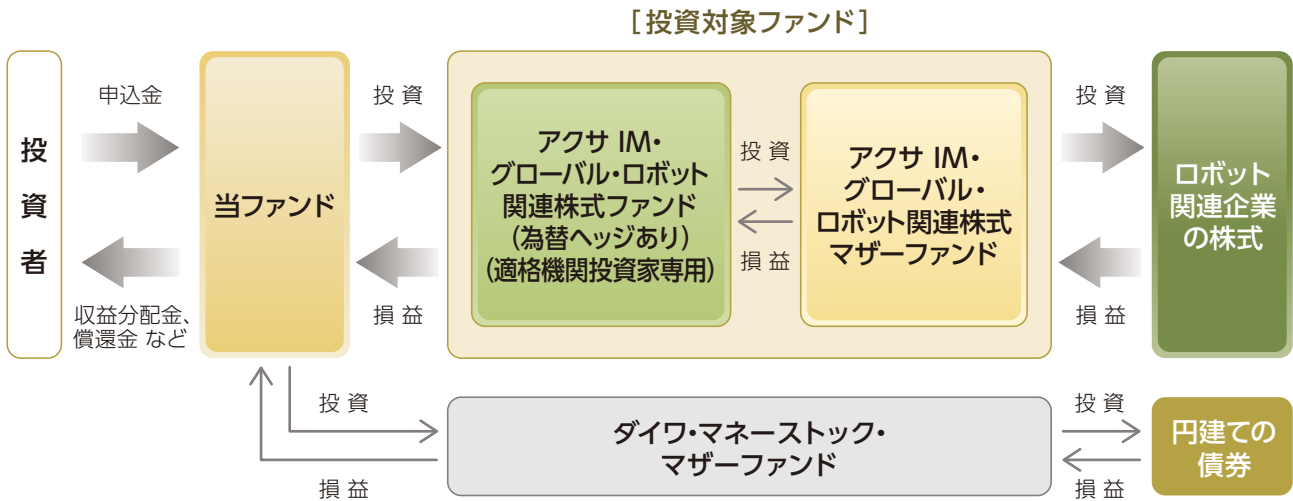 [投資対象ファンド]
投資者
申込金
収益分配金、
償還金 など
当ファンド
投 資
損 益
アクサ IM・
グローバル・ロボット
関連株式ファンド
(為替ヘッジあり)
(適格機関投資家専用)
投 資
損 益
アクサ IM・
グローバル・
ロボット関連株式
マザーファンド
投 資
損 益
ロボット
関連企業
の株式
投 資
損 益
ダイワ・マネーストック・
マザーファンド
投 資
損 益
円建ての
債券